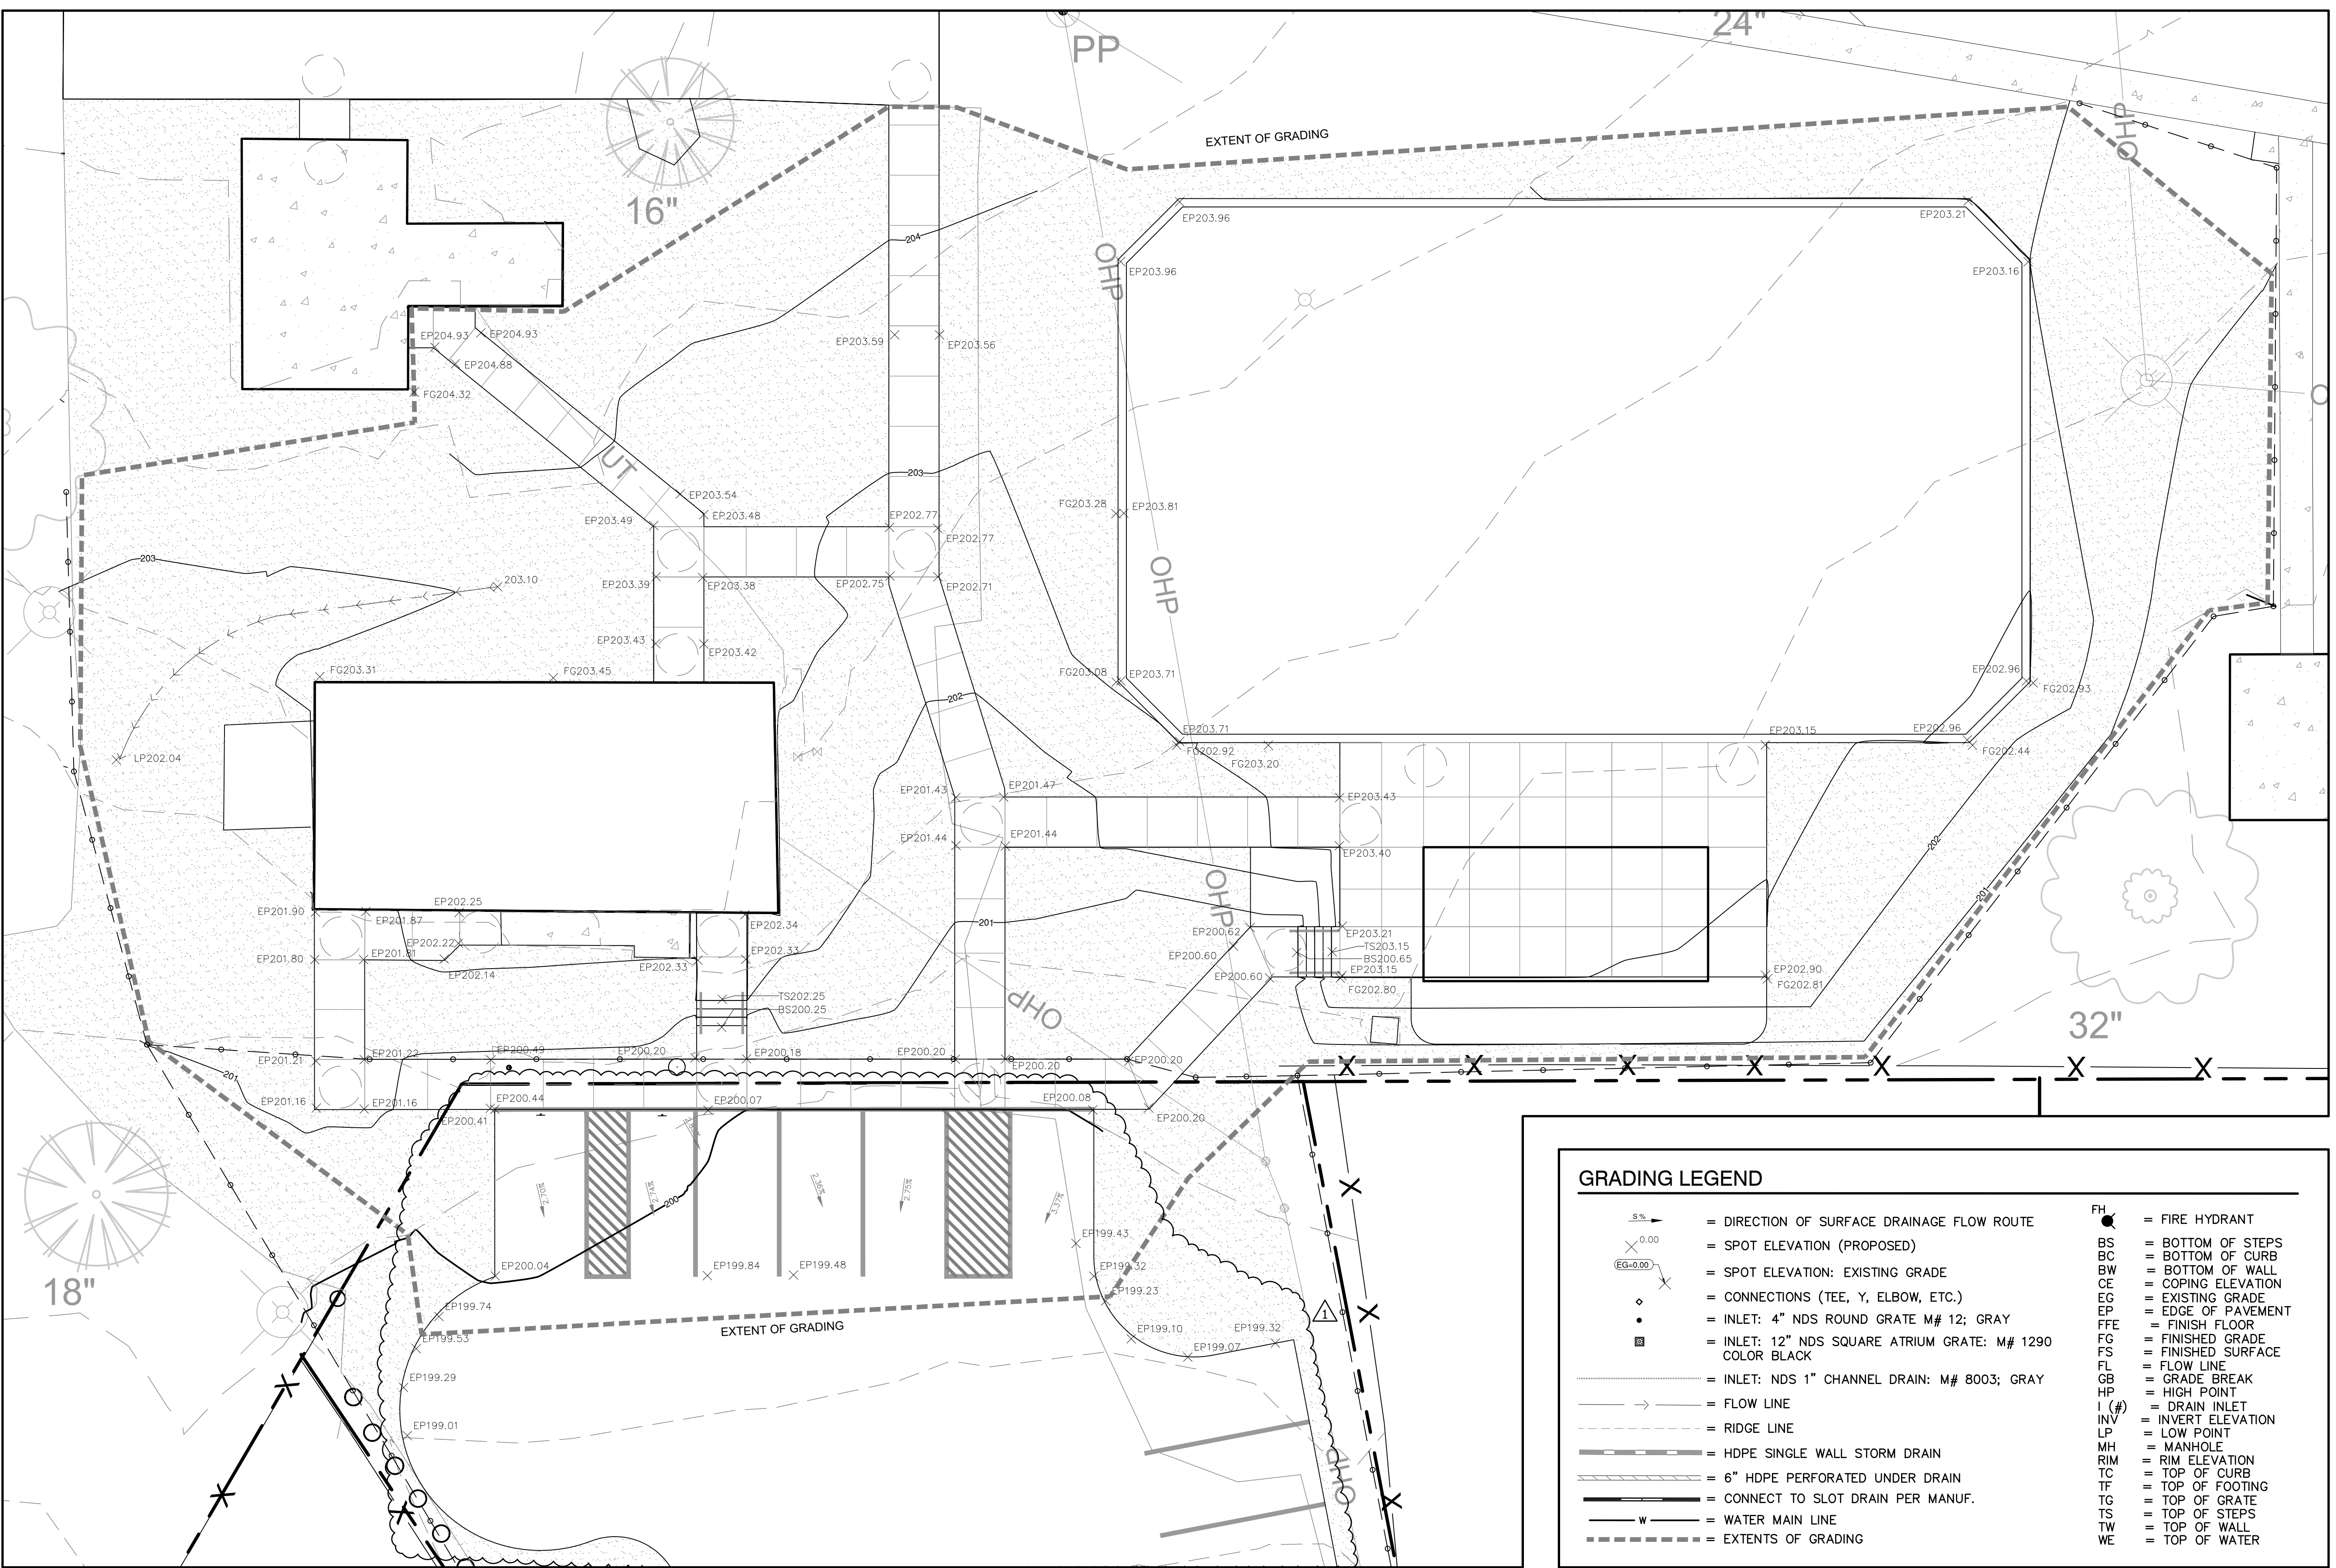 24"
PP
EXTENT OF GRADING
OHP
16"
EP203.96
EP203.21
204
OHP
EP203.96
EP203.16
EP204.93
EP204.93
EP203.59
EP203.56
EP204.88
FG204.32
UT
203
EP203.54
EP203.49
EP203.48
EP202.77
EP202.77
FG203.28
EP203.81
203
203.10
EP203.39
EP203.38
EP202.75
EP202.71
OHP
EP203.43
EP203.42
FG203.31
FG203.45
FG203.08
EP203.71
EP202.96
FG202.93
202
LP202.04
EP203.71
FG202.92
FG203.20
EP203.15
EP202.96
FG202.44
EP201.43
EP201.47
EP203.43
EP201.44
EP201.44
EP203.40
202
201
OHP
EP201.90
EP201.87
EP202.25
EP202.34
201
EP200.62
EP203.21
EP202.22
EP200.60
TS203.15
BS200.65
EP201.80
EP201.81
EP202.14
EP202.33
EP202.33
EP200.60
EP203.15
FG202.80
EP202.90
FG202.81
TS202.25
BS200.25
OHP
32"
EP201.21
EP201.22
EP200.49
EP200.20
EP200.18
EP200.20
EP200.20
EP200.20
201
EP201.16
EP201.16
EP200.44
EP200.41
EP200.07
EP200.08
EP200.20
2.70%
2.74%
2.36%
2.75%
3.37%
200
18"
EP199.43
EP200.04
EP199.84
EP199.48
EP199.32
EP199.23
EP199.74
EP199.53
EXTENT OF GRADING
EP199.10
EP199.32
1
EP199.07
EP199.29
EP199.01
OHP
GRADING LEGEND
S% = DIRECTION OF SURFACE DRAINAGE FLOW ROUTE
0.00 = SPOT ELEVATION (PROPOSED)
EG=0.00 = SPOT ELEVATION: EXISTING GRADE
= CONNECTIONS (TEE, Y, ELBOW, ETC.)
= INLET: 4" NDS ROUND GRATE M# 12; GRAY
= INLET: 12" NDS SQUARE ATRIUM GRATE: M# 1290
COLOR BLACK
= INLET: NDS 1" CHANNEL DRAIN: M# 8003; GRAY
= FLOW LINE
= RIDGE LINE
= HDPE SINGLE WALL STORM DRAIN
= 6" HDPE PERFORATED UNDER DRAIN
= CONNECT TO SLOT DRAIN PER MANUF.
W = WATER MAIN LINE
= EXTENTS OF GRADING
FH = FIRE HYDRANT
BS = BOTTOM OF STEPS
BC = BOTTOM OF CURB
BW = BOTTOM OF WALL
CE = COPING ELEVATION
EG = EXISTING GRADE
EP = EDGE OF PAVEMENT
FFE = FINISH FLOOR
FG = FINISHED GRADE
FS = FINISHED SURFACE
FL = FLOW LINE
GB = GRADE BREAK
HP = HIGH POINT
I (#) = DRAIN INLET
INV = INVERT ELEVATION
LP = LOW POINT
MH = MANHOLE
RIM = RIM ELEVATION
TC = TOP OF CURB
TF = TOP OF FOOTING
TG = TOP OF GRATE
TS = TOP OF STEPS
TW = TOP OF WALL
WE = TOP OF WATER